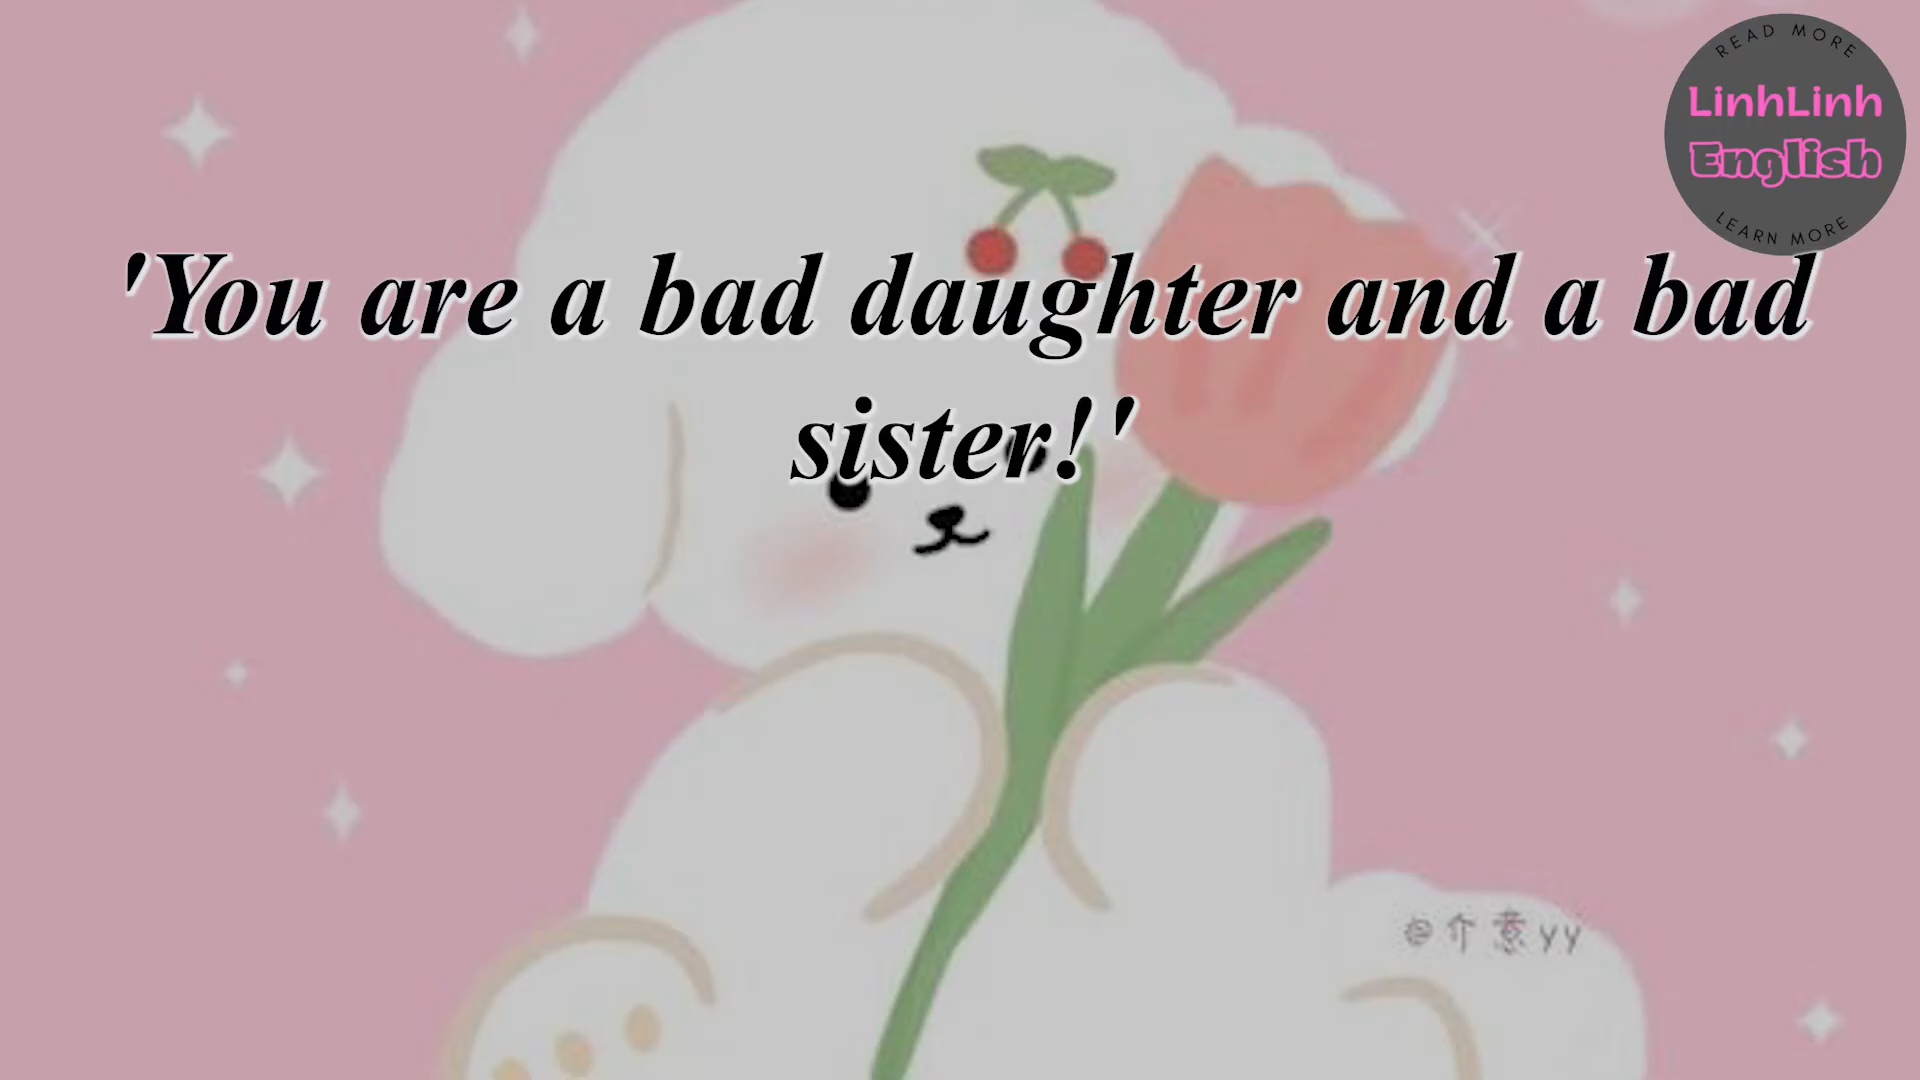 READ MORE
LinhLinh
English
LEARN MORE
'You are a bad daughter and a bad
sister!'
@介意yy